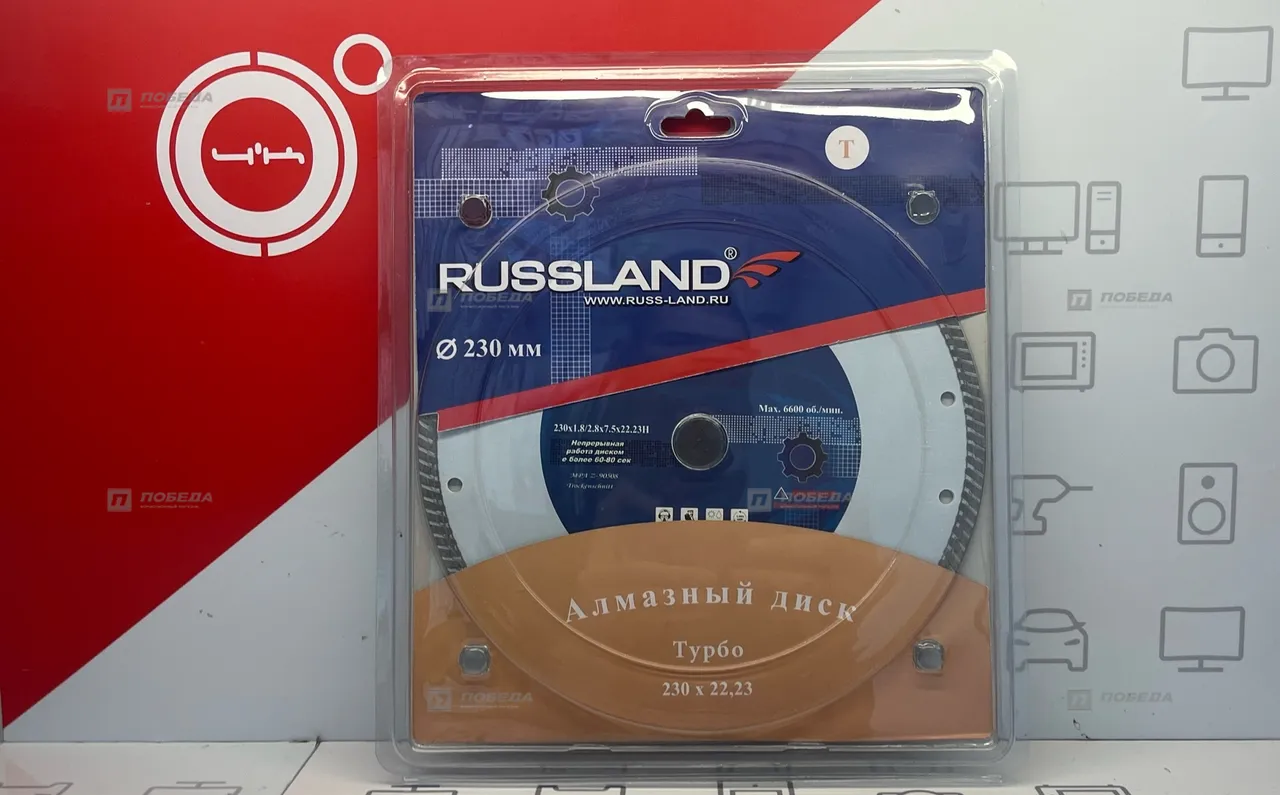 T
RUSSLAND®
WWW.RUSS-LAND.RU
Ø 230 мм
Max. 6600 об./мин.
230x1.8/2.8x7.5x22.23H
Непрерывная
работа диском
е более 60-80 сек
Trockenschnitt
Алмазный диск
Турбо
230 x 22,23
ПОБЕДА
ПОБЕДА
ПОБЕДА
ПОБЕДА
ПОБЕДА
ПОБЕДА
ПОБЕДА